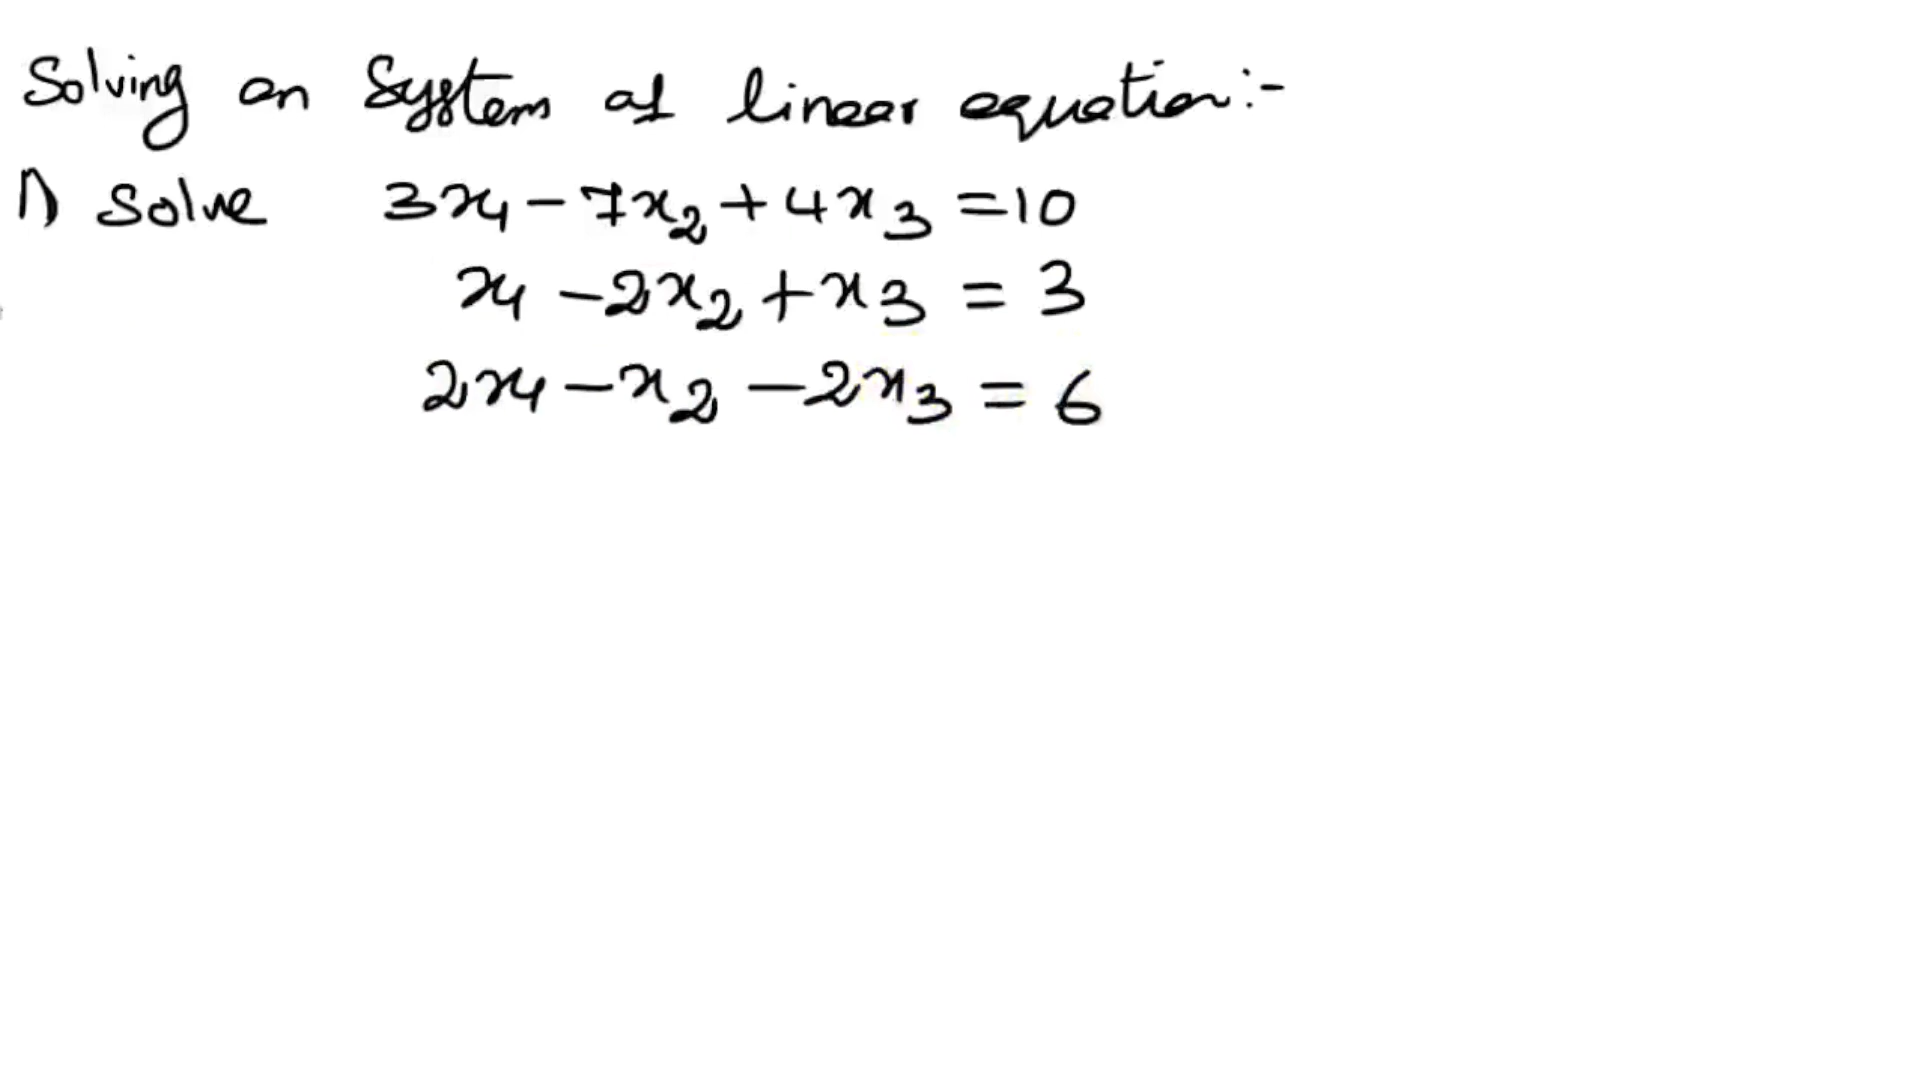 Solving an System of linear equation:-
1) Solve 3x₁ - 7x₂ + 4x₃ = 10
x₁ - 2x₂ + x₃ = 3
2x₁ - x₂ - 2x₃ = 6